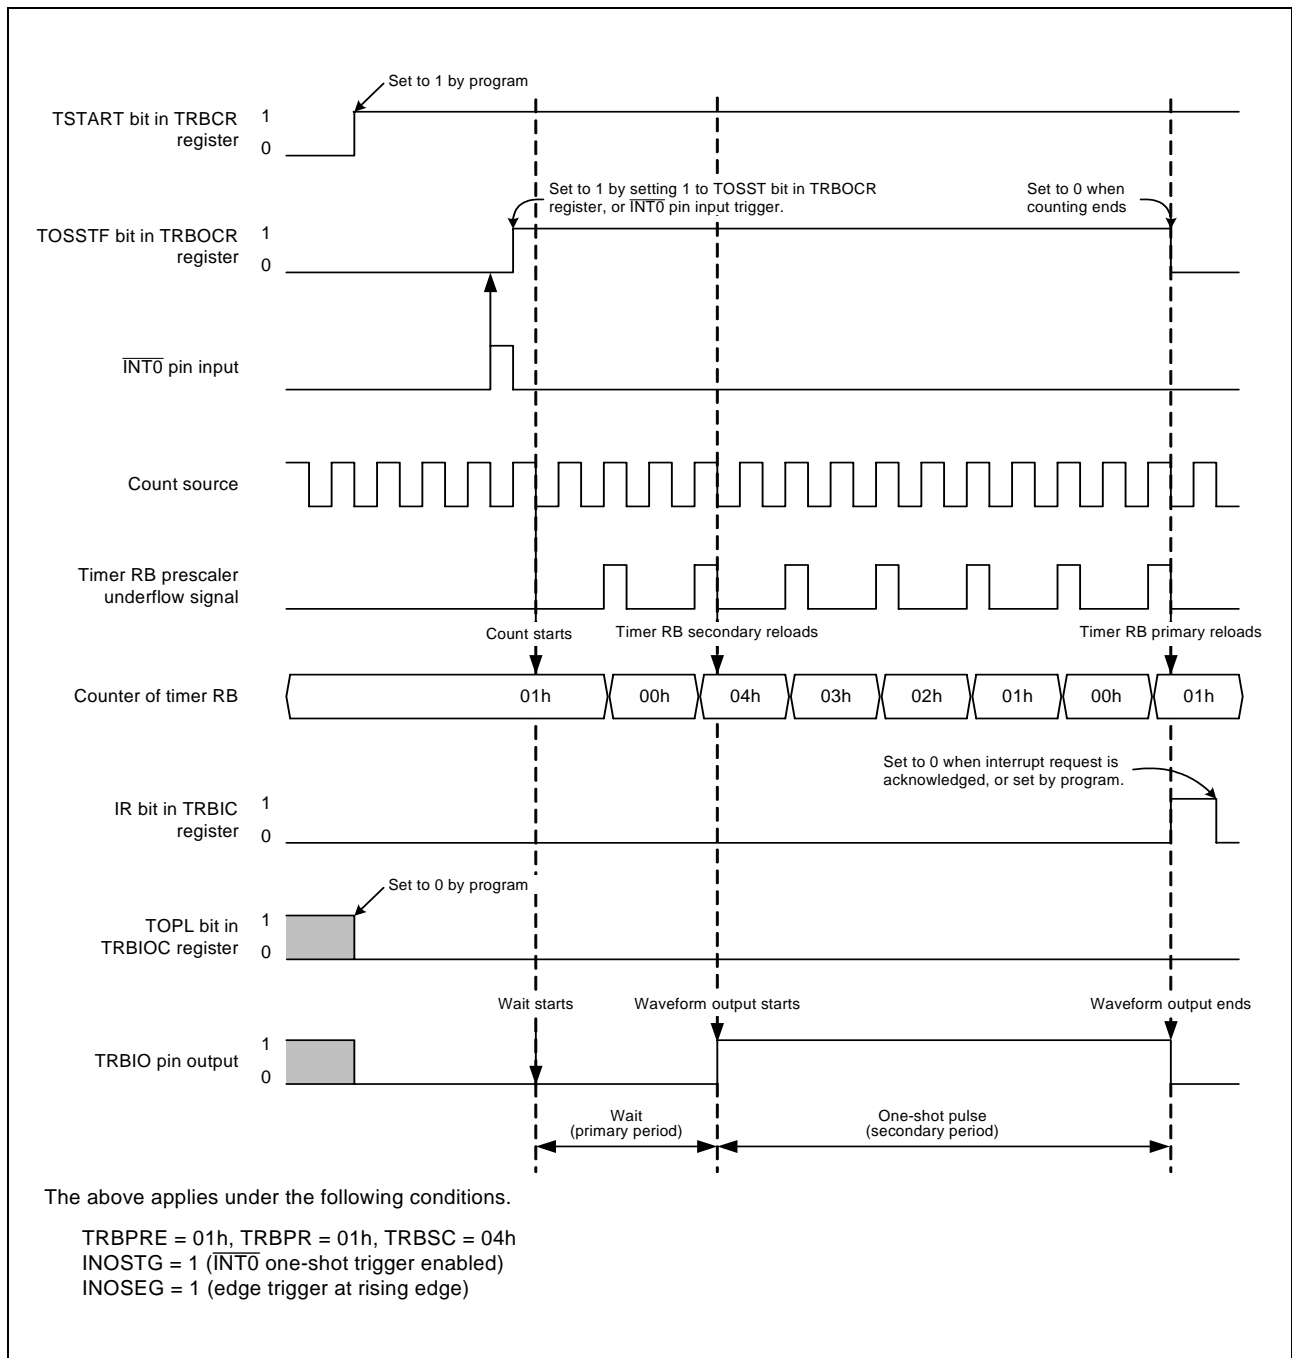 Set to 1 by program
TSTART bit in TRBCR
register
1
0
Set to 1 by setting 1 to TOSST bit in TRBOCR
register, or INT0 pin input trigger.
Set to 0 when
counting ends
TOSSTF bit in TRBOCR
register
1
0
INT0 pin input
Count source
Timer RB prescaler
underflow signal
Count starts
Timer RB secondary reloads
Timer RB primary reloads
Counter of timer RB
01h
00h
04h
03h
02h
01h
00h
01h
Set to 0 when interrupt request is
acknowledged, or set by program.
IR bit in TRBIC
register
1
0
Set to 0 by program
TOPL bit in
TRBIOC register
1
0
Wait starts
Waveform output starts
Waveform output ends
TRBIO pin output
1
0
Wait
(primary period)
One-shot pulse
(secondary period)
The above applies under the following conditions.
TRBPRE = 01h, TRBPR = 01h, TRBSC = 04h
INOSTG = 1 (INT0 one-shot trigger enabled)
INOSEG = 1 (edge trigger at rising edge)